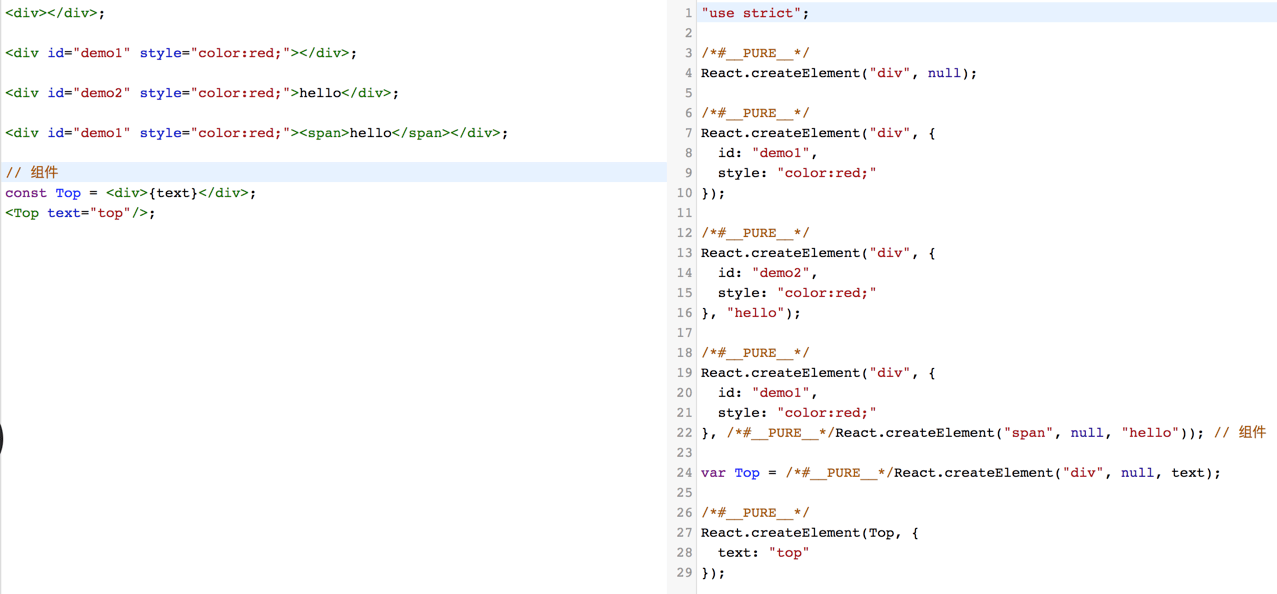 <div></div>;
<div id="demo1" style="color:red;"></div>;
<div id="demo2" style="color:red;">hello</div>;
<div id="demo1" style="color:red;"><span>hello</span></div>;
// 组件
const Top = <div>{text}</div>;
<Top text="top"/>;
1 "use strict";
2
3 /*#__PURE__*/
4 React.createElement("div", null);
5
6 /*#__PURE__*/
7 React.createElement("div", {
8   id: "demo1",
9   style: "color:red;"
10 });
11
12 /*#__PURE__*/
13 React.createElement("div", {
14   id: "demo2",
15   style: "color:red;"
16 }, "hello");
17
18 /*#__PURE__*/
19 React.createElement("div", {
20   id: "demo1",
21   style: "color:red;"
22 }, /*#__PURE__*/React.createElement("span", null, "hello")); // 组件
23
24 var Top = /*#__PURE__*/React.createElement("div", null, text);
25
26 /*#__PURE__*/
27 React.createElement(Top, {
28   text: "top"
29 });